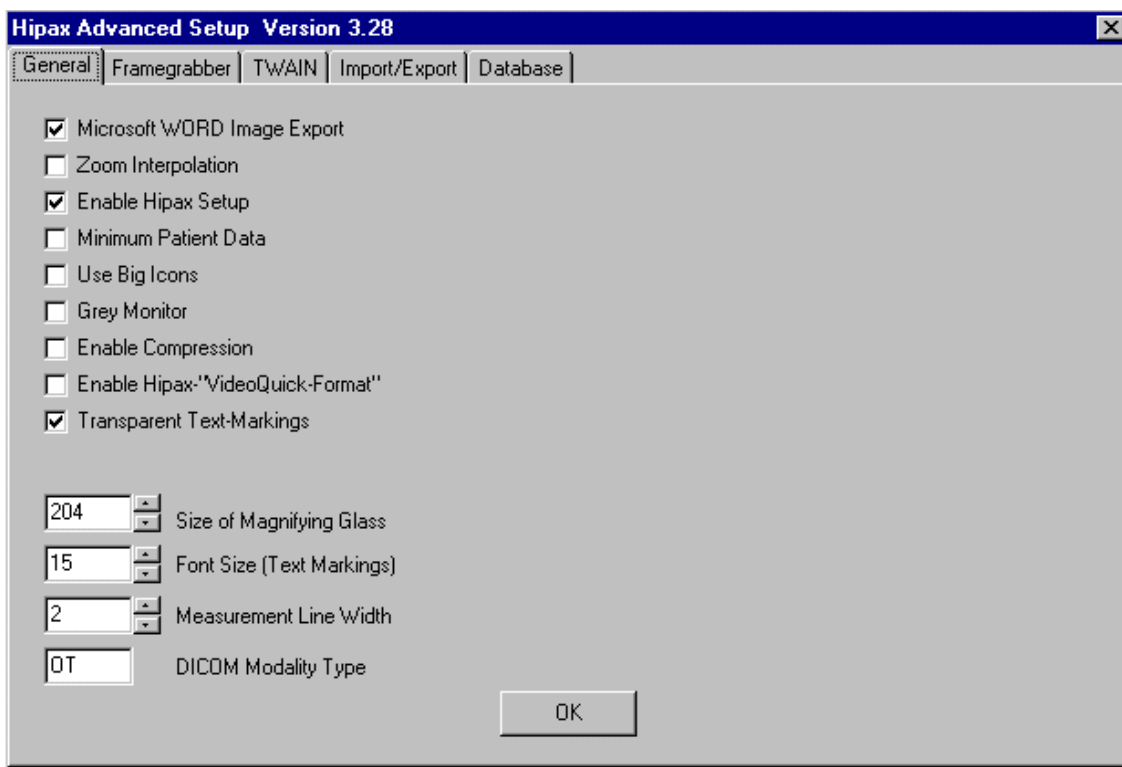 Hipax Advanced Setup Version 3.28
General Framegrabber TWAIN Import/Export Database
Microsoft WORD Image Export
Zoom Interpolation
Enable Hipax Setup
Minimum Patient Data
Use Big Icons
Grey Monitor
Enable Compression
Enable Hipax-"VideoQuick-Format"
Transparent Text-Markings
204 Size of Magnifying Glass
15 Font Size (Text Markings)
2 Measurement Line Width
OT DICOM Modality Type
OK